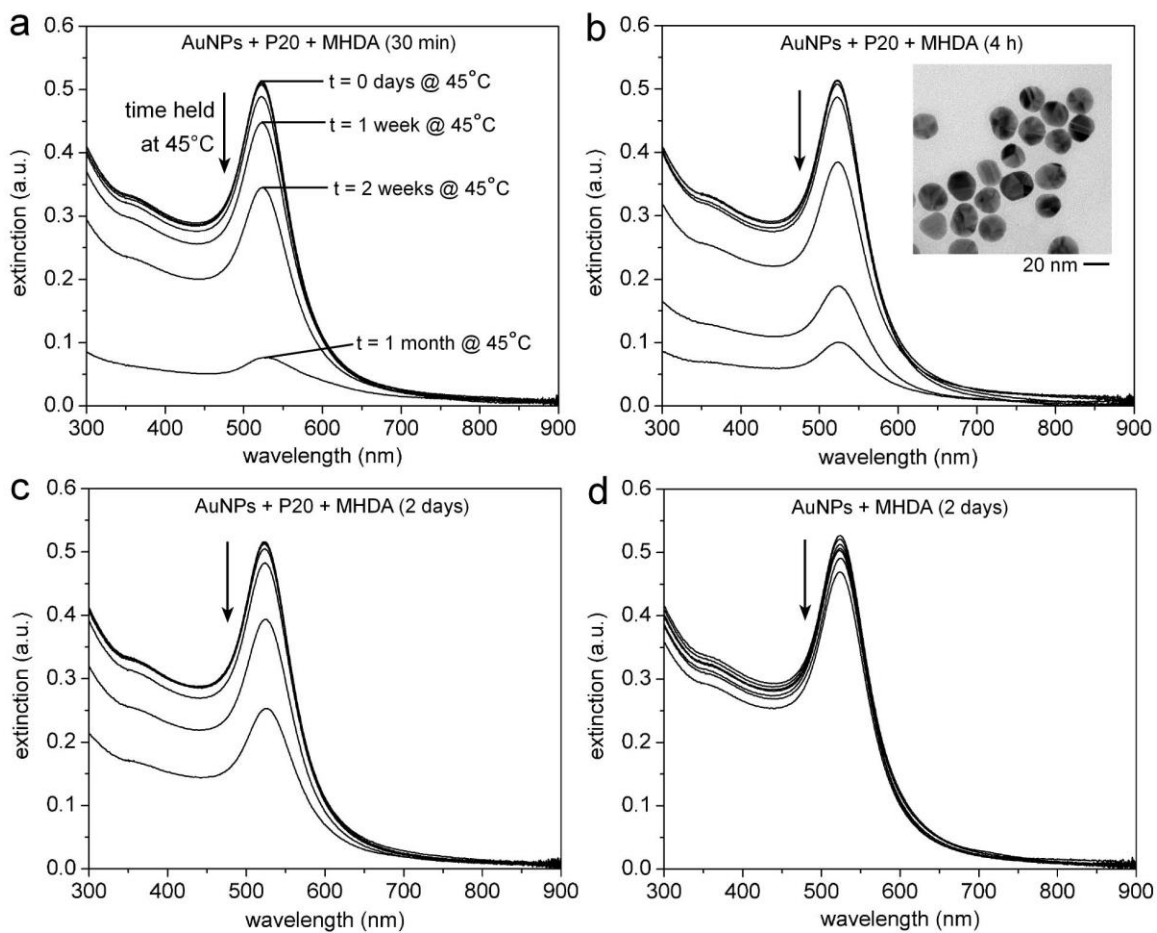 a
AuNPs + P20 + MHDA (30 min)
t = 0 days @ 45°C
time held
at 45°C
t = 1 week @ 45°C
t = 2 weeks @ 45°C
t = 1 month @ 45°C
extinction (a.u.)
0.6
0.5
0.4
0.3
0.2
0.1
0.0
300 400 500 600 700 800 900
wavelength (nm)
b
AuNPs + P20 + MHDA (4 h)
20 nm
extinction (a.u.)
0.6
0.5
0.4
0.3
0.2
0.1
0.0
300 400 500 600 700 800 900
wavelength (nm)
c
AuNPs + P20 + MHDA (2 days)
extinction (a.u.)
0.6
0.5
0.4
0.3
0.2
0.1
0.0
300 400 500 600 700 800 900
wavelength (nm)
d
AuNPs + MHDA (2 days)
extinction (a.u.)
0.6
0.5
0.4
0.3
0.2
0.1
0.0
300 400 500 600 700 800 900
wavelength (nm)